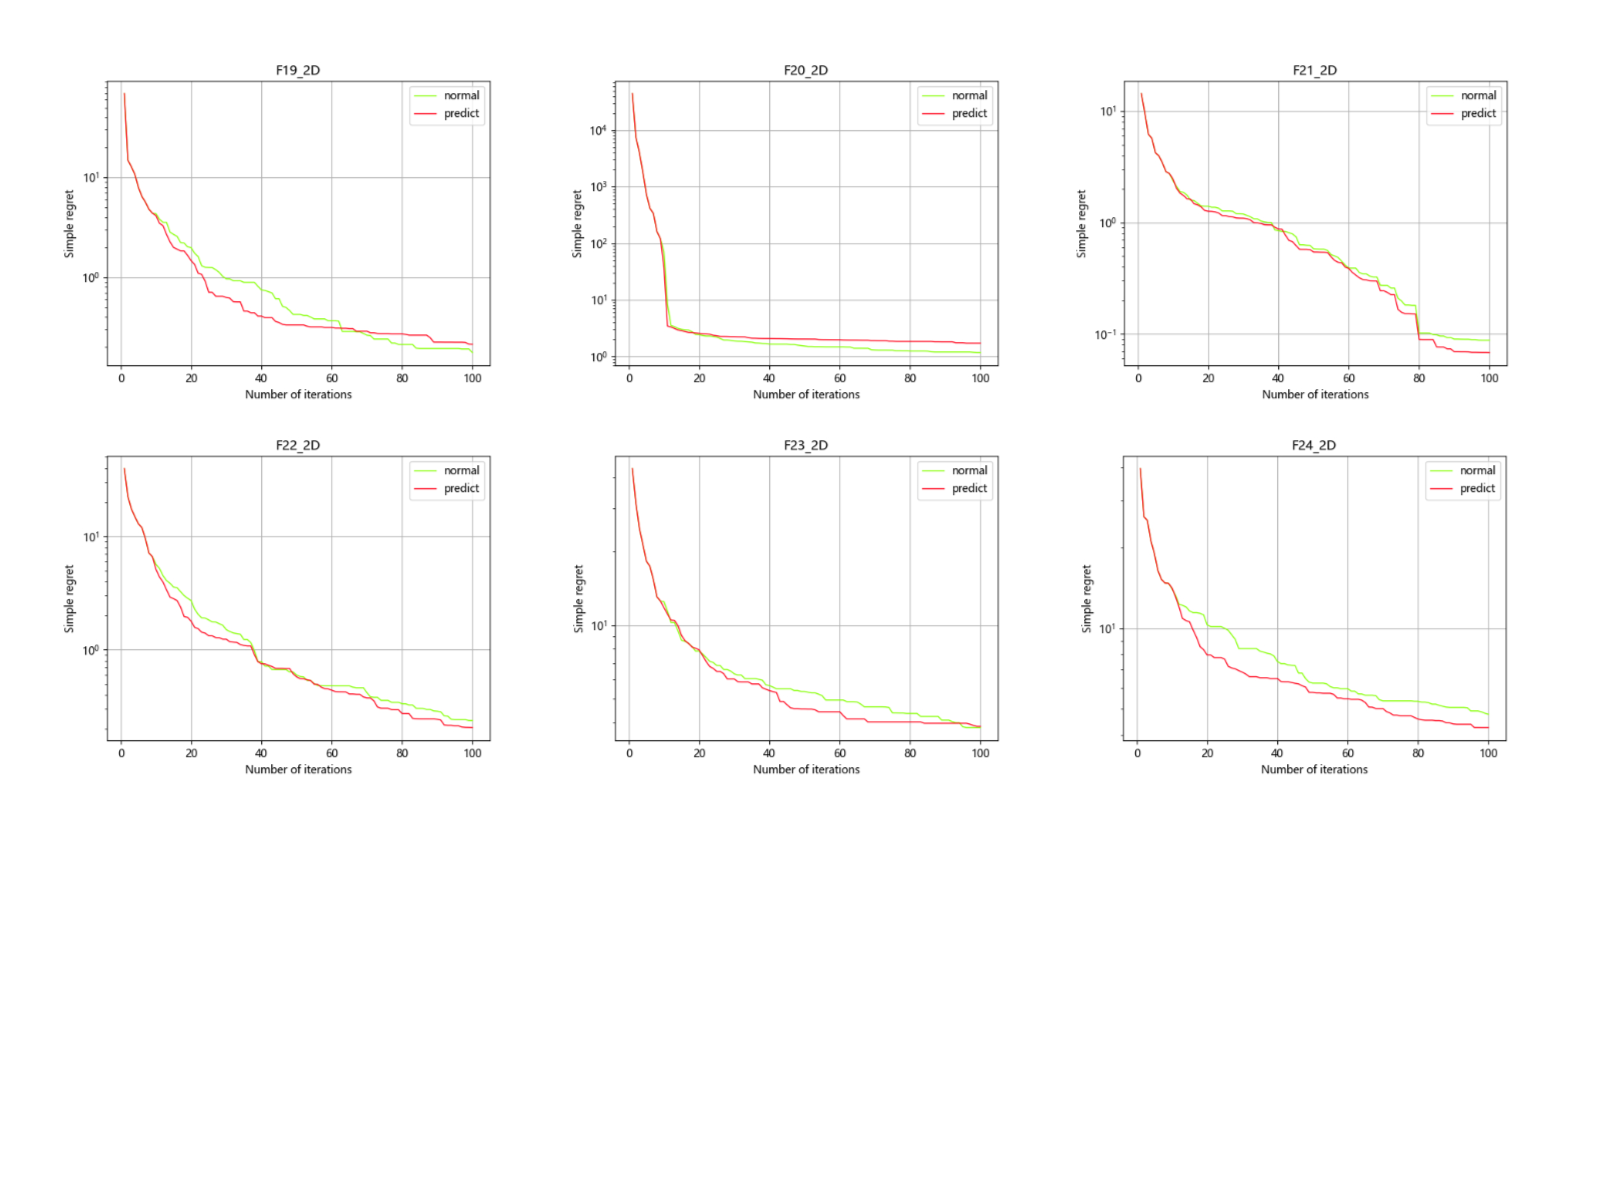 F19_2D
normal
predict
Simple regret
10¹
10⁰
0 20 40 60 80 100
Number of iterations
F20_2D
normal
predict
Simple regret
10⁴
10³
10²
10¹
10⁰
0 20 40 60 80 100
Number of iterations
F21_2D
normal
predict
Simple regret
10¹
10⁰
10⁻¹
0 20 40 60 80 100
Number of iterations
F22_2D
normal
predict
Simple regret
10¹
10⁰
0 20 40 60 80 100
Number of iterations
F23_2D
normal
predict
Simple regret
10¹
0 20 40 60 80 100
Number of iterations
F24_2D
normal
predict
Simple regret
10¹
0 20 40 60 80 100
Number of iterations